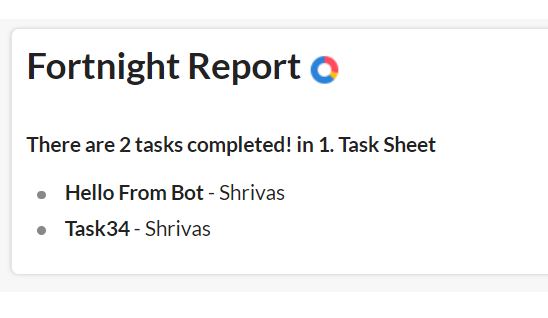 Fortnight Report
There are 2 tasks completed! in 1. Task Sheet
Hello From Bot - Shrivas
Task34 - Shrivas